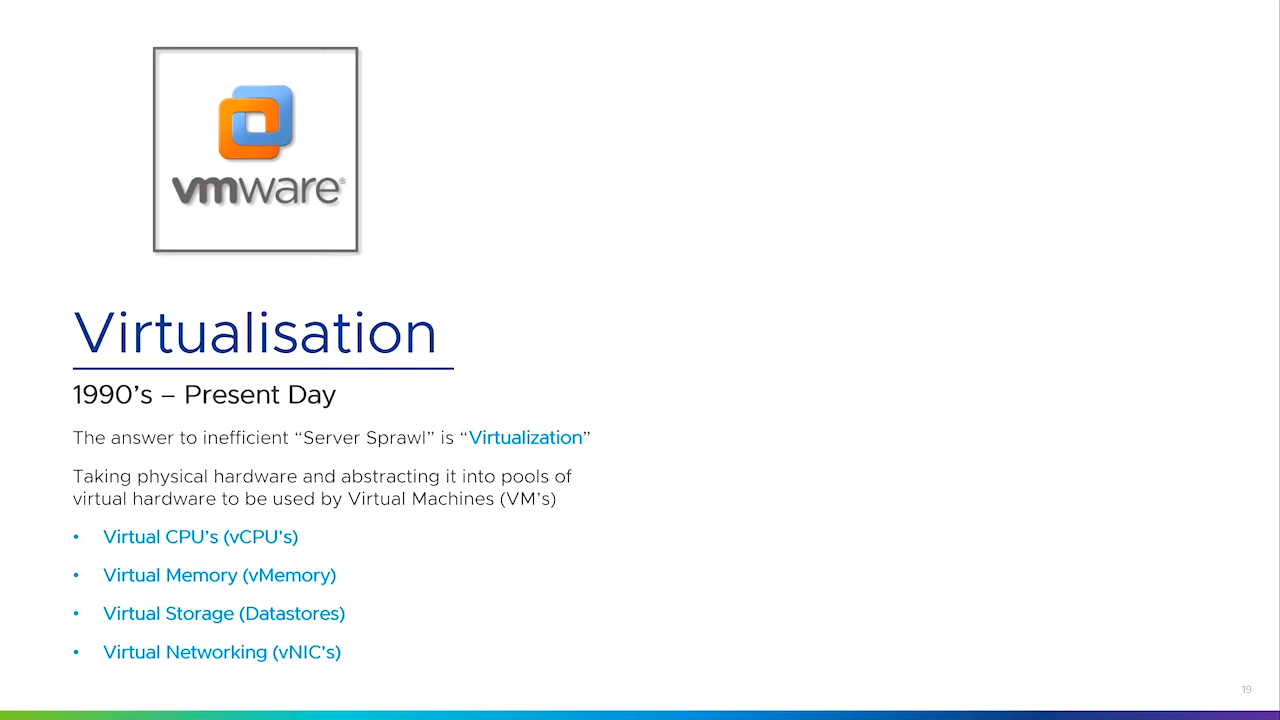 vmware®
Virtualisation
1990’s – Present Day
The answer to inefficient “Server Sprawl” is “Virtualization”
Taking physical hardware and abstracting it into pools of
virtual hardware to be used by Virtual Machines (VM’s)
• Virtual CPU’s (vCPU’s)
• Virtual Memory (vMemory)
• Virtual Storage (Datastores)
• Virtual Networking (vNIC’s)
19